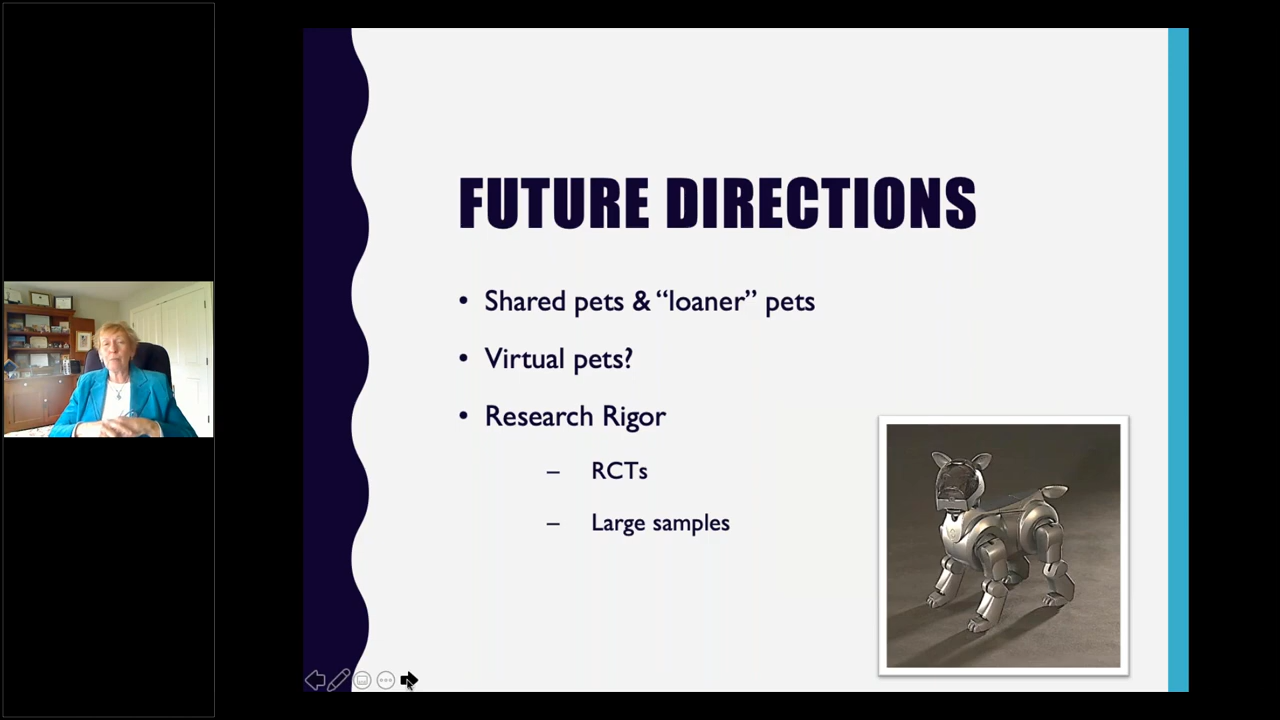 FUTURE DIRECTIONS
• Shared pets & “loaner” pets
• Virtual pets?
• Research Rigor
– RCTs
– Large samples